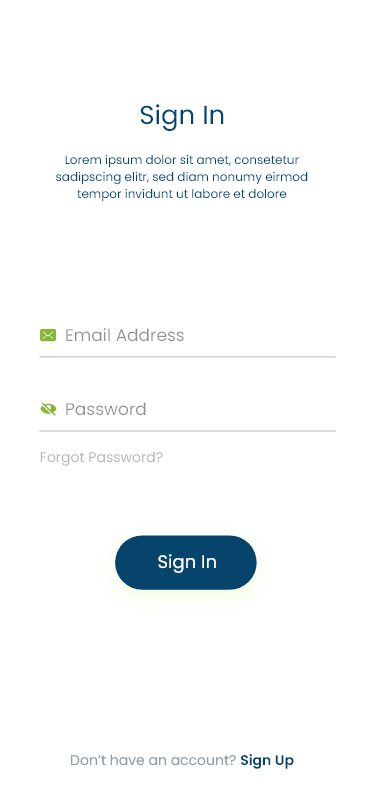 Sign In
Lorem ipsum dolor sit amet, consetetur
sadipscing elitr, sed diam nonumy eirmod
tempor invidunt ut labore et dolore
Email Address
Password
Forgot Password?
Sign In
Don’t have an account? Sign Up